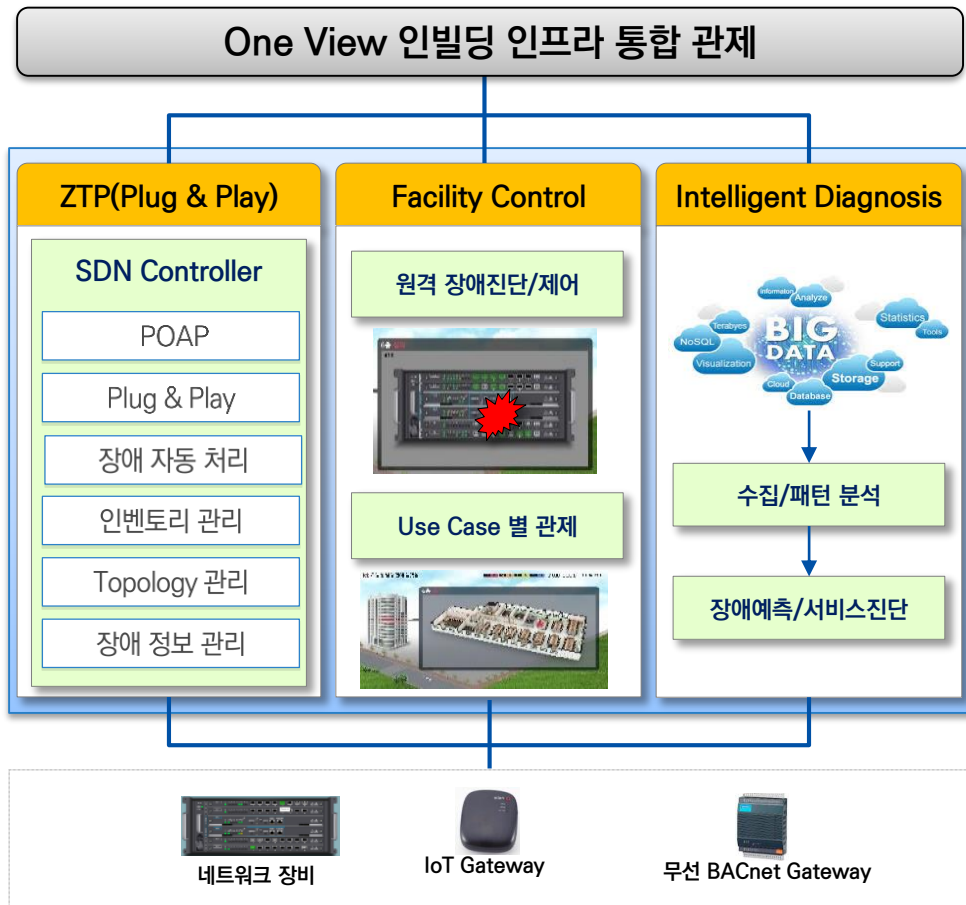 One View 인빌딩 인프라 통합 관제
ZTP(Plug & Play)
SDN Controller
POAP
Plug & Play
장애 자동 처리
인벤토리 관리
Topology 관리
장애 정보 관리
Facility Control
원격 장애진단/제어
Use Case 별 관제
Intelligent Diagnosis
Information
Analyze
Statistics
Tools
Terabyes
NoSQL
Visualization
BIG
DATA
Support
Storage
Cloud
Database
수집/패턴 분석
장애예측/서비스진단
네트워크 장비
IoT Gateway
무선 BACnet Gateway